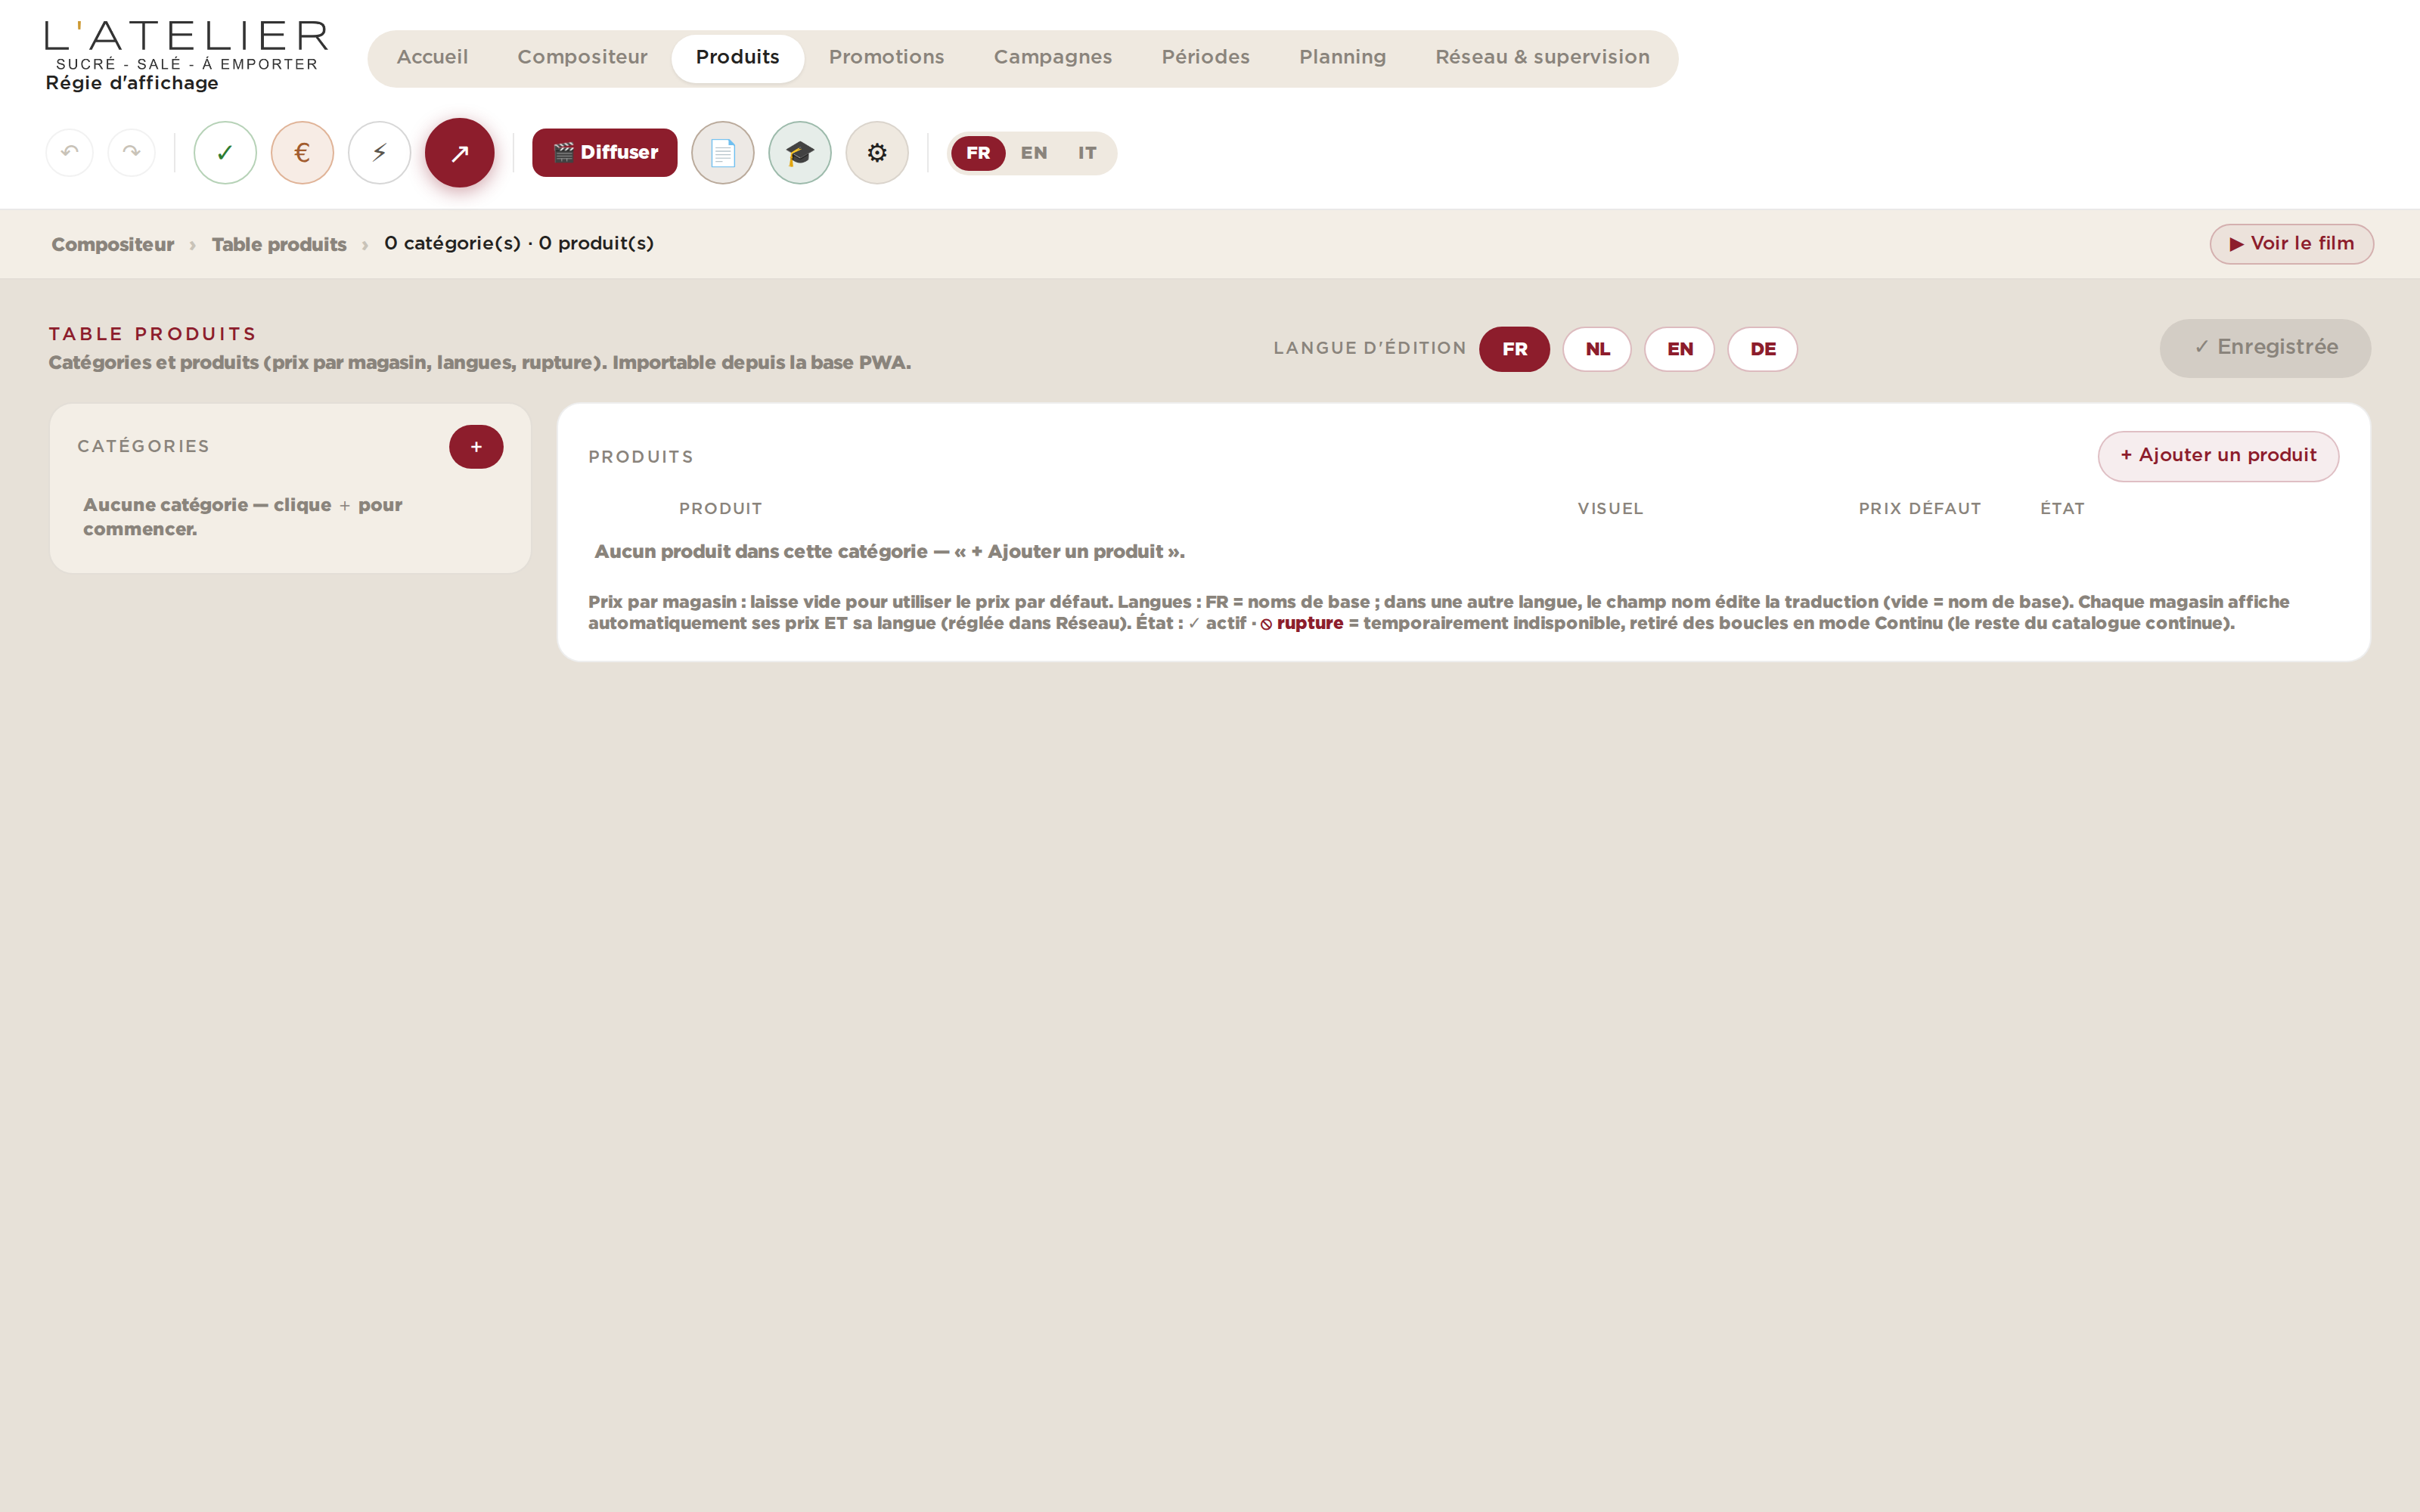 L'ATELIER
SUCRÉ - SALÉ - À EMPORTER
Régie d'affichage
Accueil
Compositeur
Produits
Promotions
Campagnes
Périodes
Planning
Réseau & supervision
↶
↷
✓
€
⚡
↗
🎬 Diffuser
📄
🎓
⚙
FR
EN
IT
Compositeur › Table produits › 0 catégorie(s) · 0 produit(s)
▶ Voir le film
TABLE PRODUITS
Catégories et produits (prix par magasin, langues, rupture). Importable depuis la base PWA.
LANGUE D'ÉDITION
FR
NL
EN
DE
✓ Enregistrée
CATÉGORIES
+
Aucune catégorie — clique + pour
commencer.
PRODUITS
+ Ajouter un produit
PRODUIT
VISUEL
PRIX DÉFAUT
ÉTAT
Aucun produit dans cette catégorie — « + Ajouter un produit ».
Prix par magasin : laisse vide pour utiliser le prix par défaut. Langues : FR = noms de base ; dans une autre langue, le champ nom édite la traduction (vide = nom de base). Chaque magasin affiche
automatiquement ses prix ET sa langue (réglée dans Réseau). État : ✓ actif · ⦸ rupture = temporairement indisponible, retiré des boucles en mode Continu (le reste du catalogue continue).